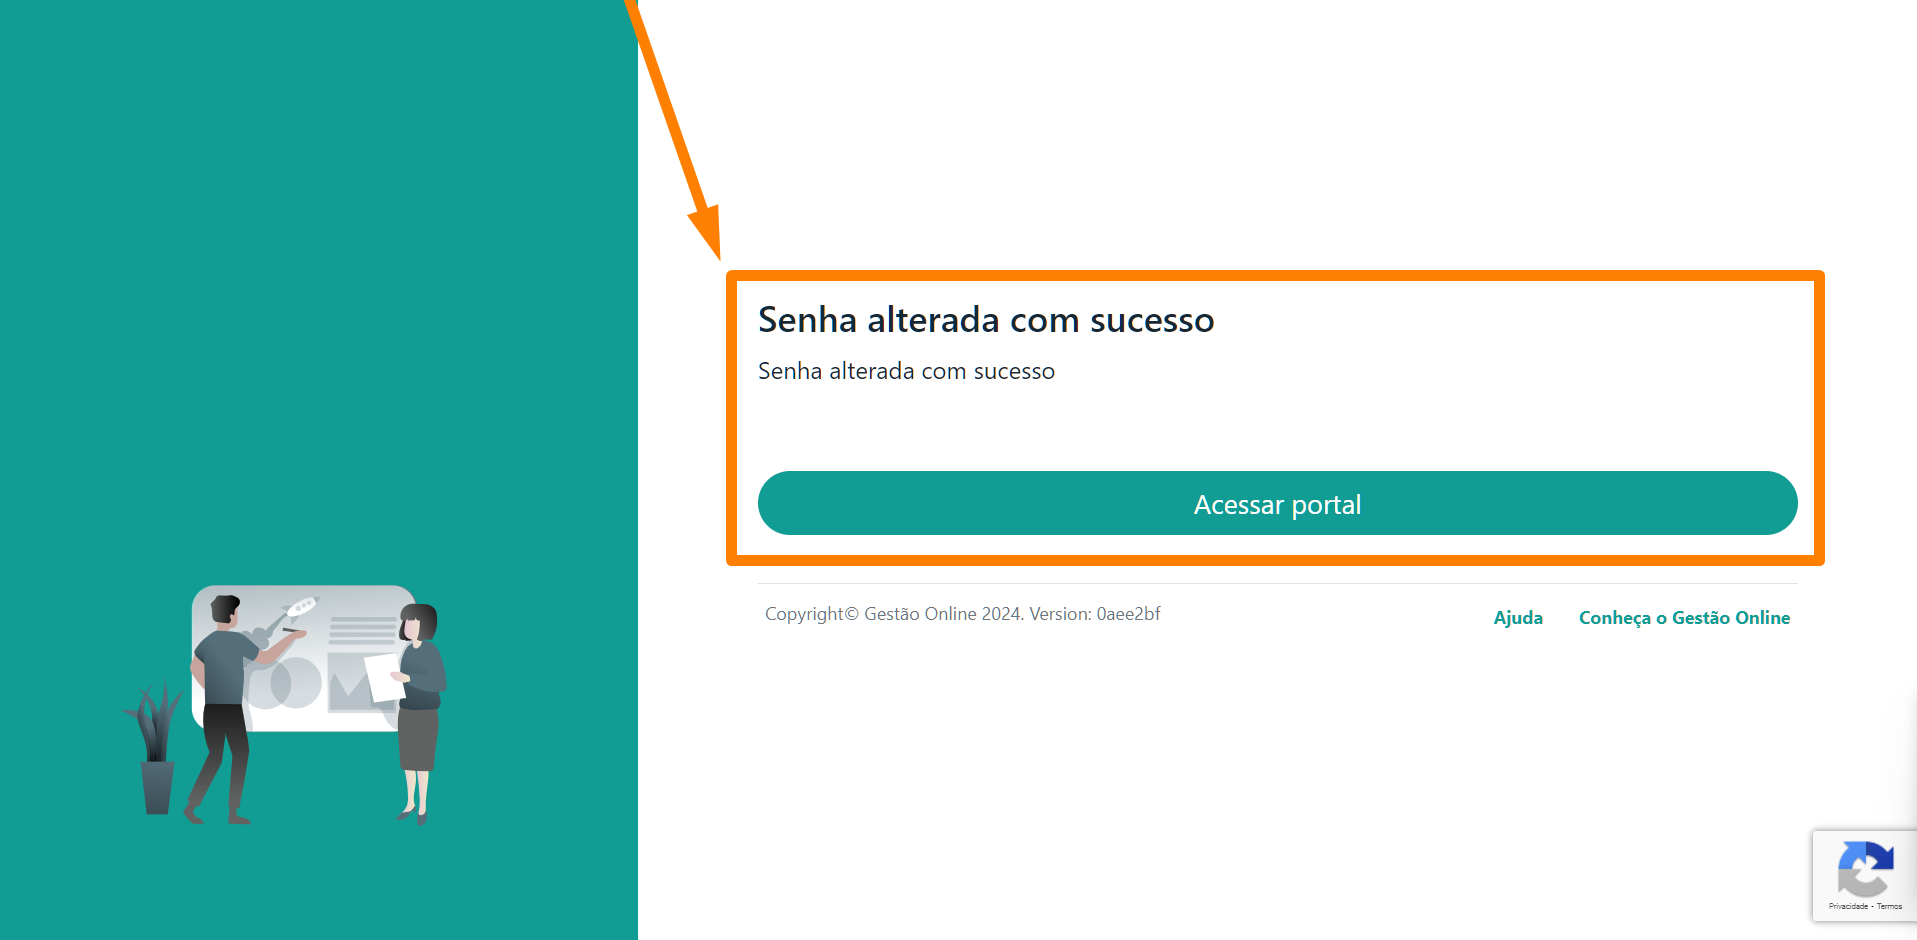 Senha alterada com sucesso
Senha alterada com sucesso
Acessar portal
Copyright© Gestão Online 2024. Version: 0aee2bf
Ajuda
Conheça o Gestão Online
Privacidade - Termos